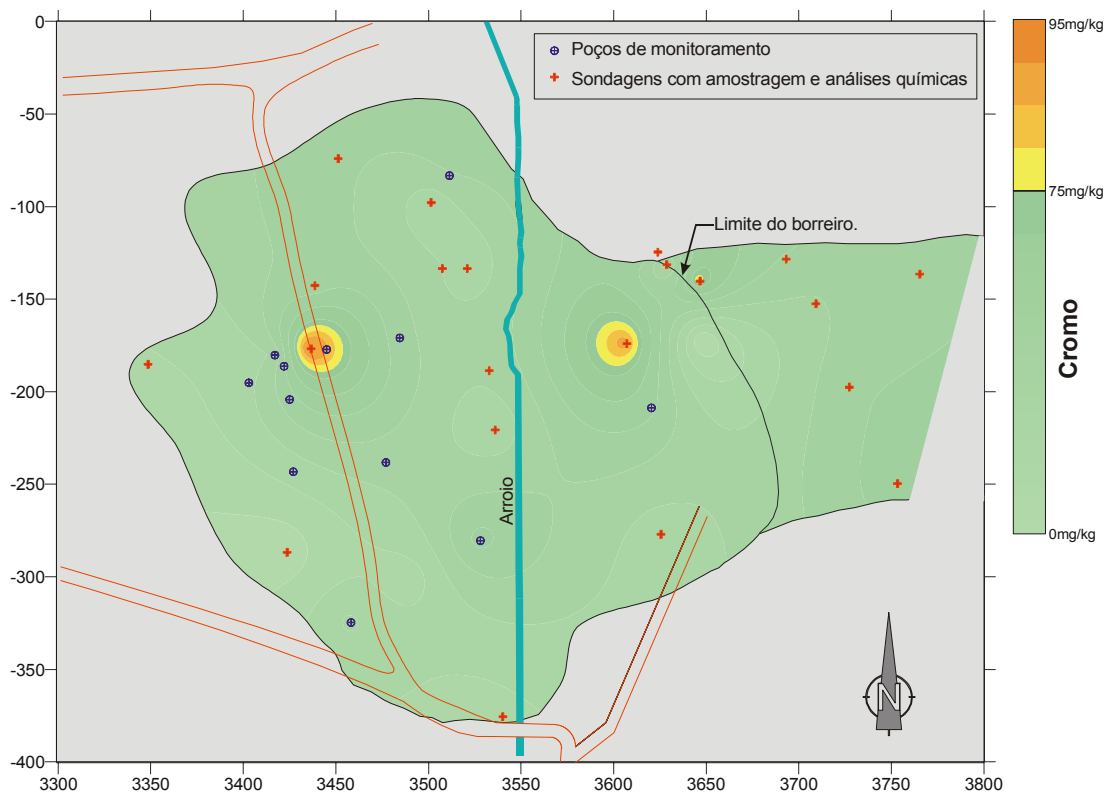 0
-50
-100
-150
-200
-250
-300
-350
-400
3300
3350
3400
3450
3500
3550
3600
3650
3700
3750
3800
Poços de monitoramento
Sondagens com amostragem e análises químicas
Limite do borreiro.
Arroio
N
95mg/kg
75mg/kg
0mg/kg
Cromo